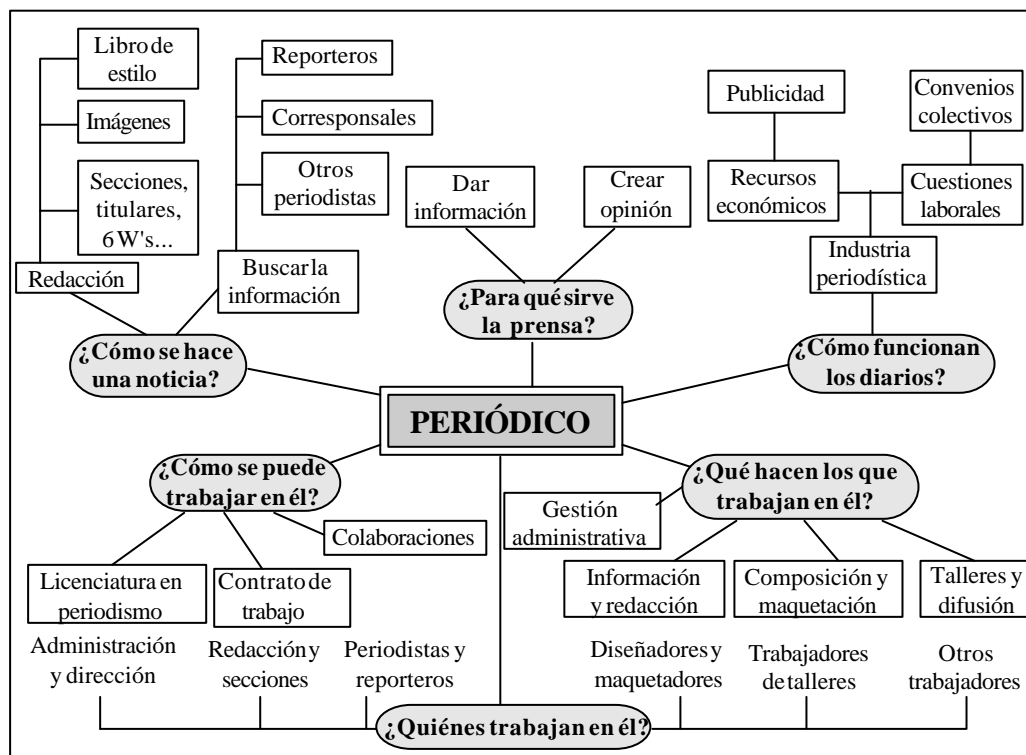 Libro de
estilo
Imágenes
Secciones,
titulares,
6 W's...
Redacción
Reporteros
Corresponsales
Otros
periodistas
Buscar la
información
¿Cómo se hace
una noticia?
Dar
información
Crear
opinión
¿Para qué sirve
la prensa?
Publicidad
Convenios
colectivos
Recursos
económicos
Cuestiones
laborales
Industria
periodística
¿Cómo funcionan
los diarios?
PERIÓDICO
¿Cómo se puede
trabajar en él?
Colaboraciones
Licenciatura en
periodismo
Contrato de
trabajo
¿Qué hacen los que
trabajan en él?
Gestión
administrativa
Información
y redacción
Composición y
maquetación
Talleres y
difusión
Administración
y dirección
Redacción y
secciones
Periodistas y
reporteros
Diseñadores y
maquetadores
Trabajadores
de talleres
Otros
trabajadores
¿Quiénes trabajan en él?